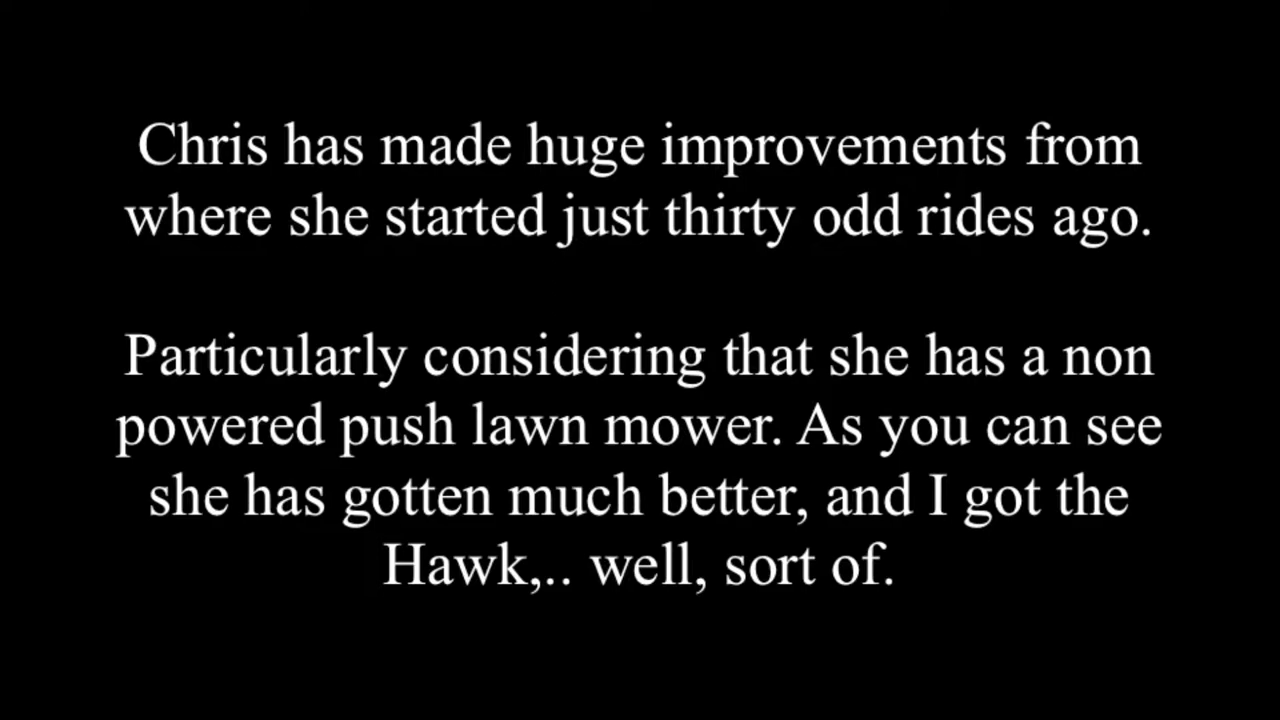 Chris has made huge improvements from
where she started just thirty odd rides ago.
Particularly considering that she has a non
powered push lawn mower. As you can see
she has gotten much better, and I got the
Hawk,.. well, sort of.